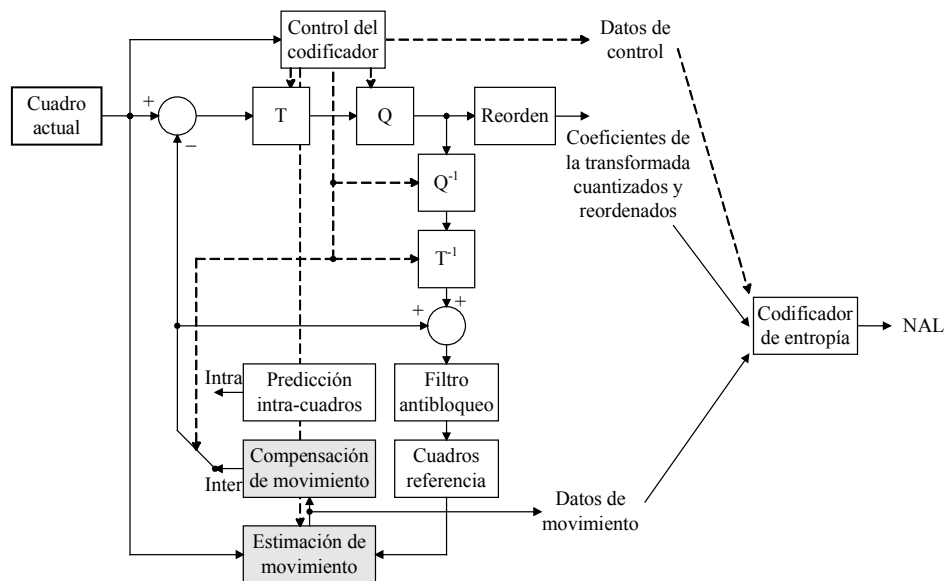 Control del
codificador
Datos de
control
Cuadro
actual
+
−
T
Q
Reorden
Coeficientes de
la transformada
cuantizados y
reordenados
Q-1
T-1
+
+
Codificador
de entropía
NAL
Intra
Predicción
intra-cuadros
Filtro
antibloqueo
Inter
Compensación
de movimiento
Cuadros
referencia
Datos de
movimiento
Estimación de
movimiento